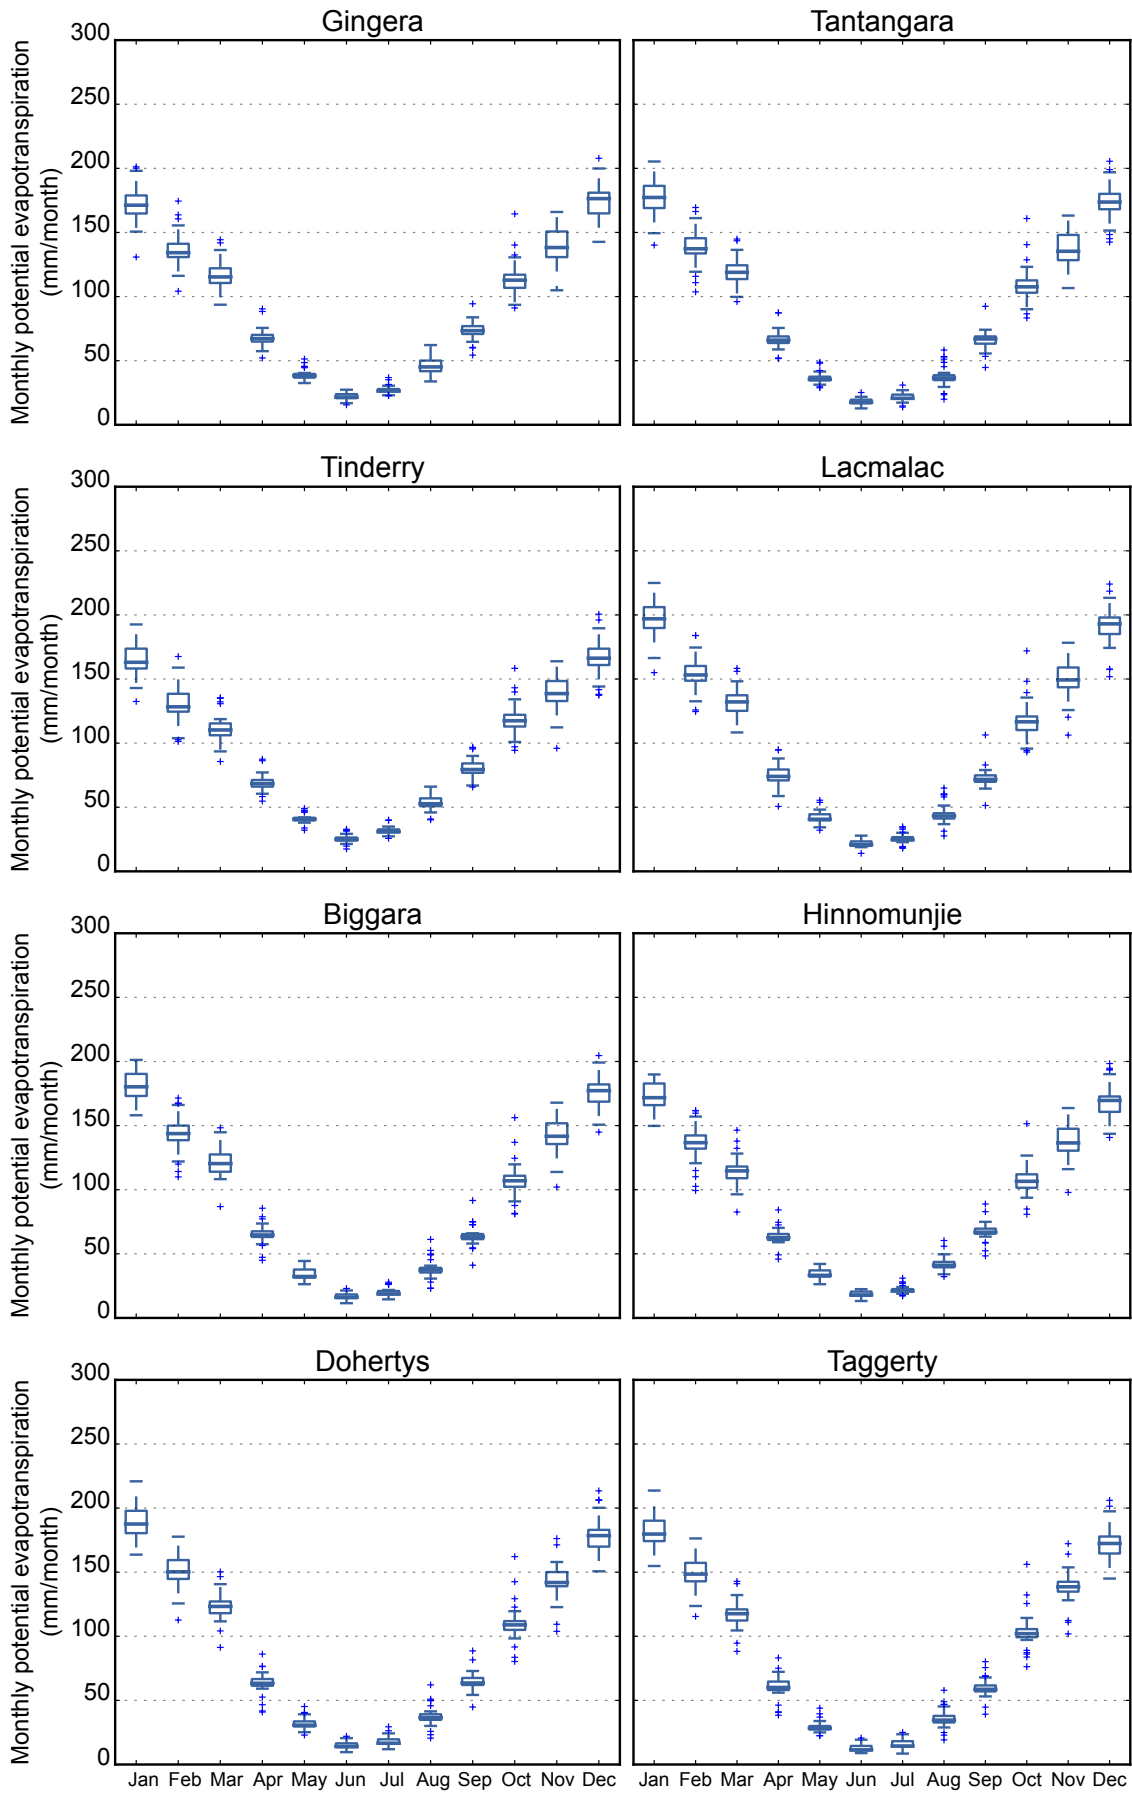 Gingera
Tantangara
Monthly potential evapotranspiration
(mm/month)
300
250
200
150
100
50
0
Tinderry
Lacmalac
Monthly potential evapotranspiration
(mm/month)
300
250
200
150
100
50
0
Biggara
Hinnomunjie
Monthly potential evapotranspiration
(mm/month)
300
250
200
150
100
50
0
Dohertys
Taggerty
Monthly potential evapotranspiration
(mm/month)
300
250
200
150
100
50
0
Jan Feb Mar Apr May Jun Jul Aug Sep Oct Nov Dec
Jan Feb Mar Apr May Jun Jul Aug Sep Oct Nov Dec